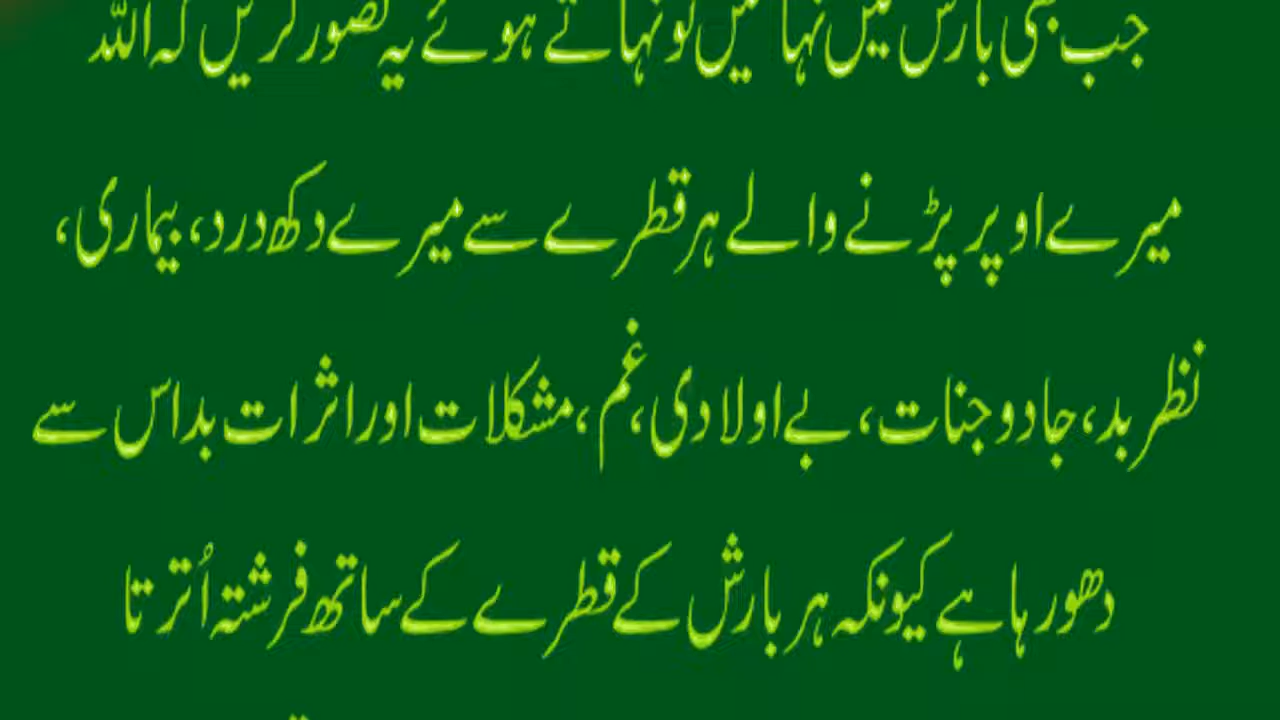 جب بھی بارش میں نہائیں تو نہاتے ہوئے یہ تصور کریں کہ اللہ
میرے اوپر پڑنے والے ہر قطرے سے میرے دکھ درد، بیماری،
نظر بد، جادو جنات، بے اولادی، غم، مشکلات اور اثرات بد اس سے
دھو رہا ہے کیونکہ ہر بارش کے قطرے کے ساتھ فرشتہ اُترتا